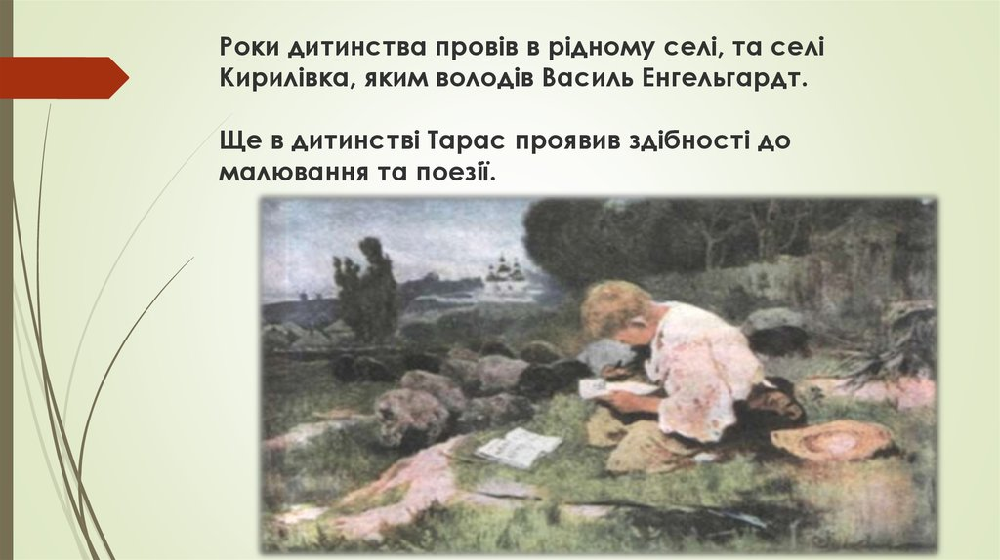 Роки дитинства провів в рідному селі, та селі
Кирилівка, яким володів Василь Енгельгардт.
Ще в дитинстві Тарас проявив здібності до
малювання та поезії.